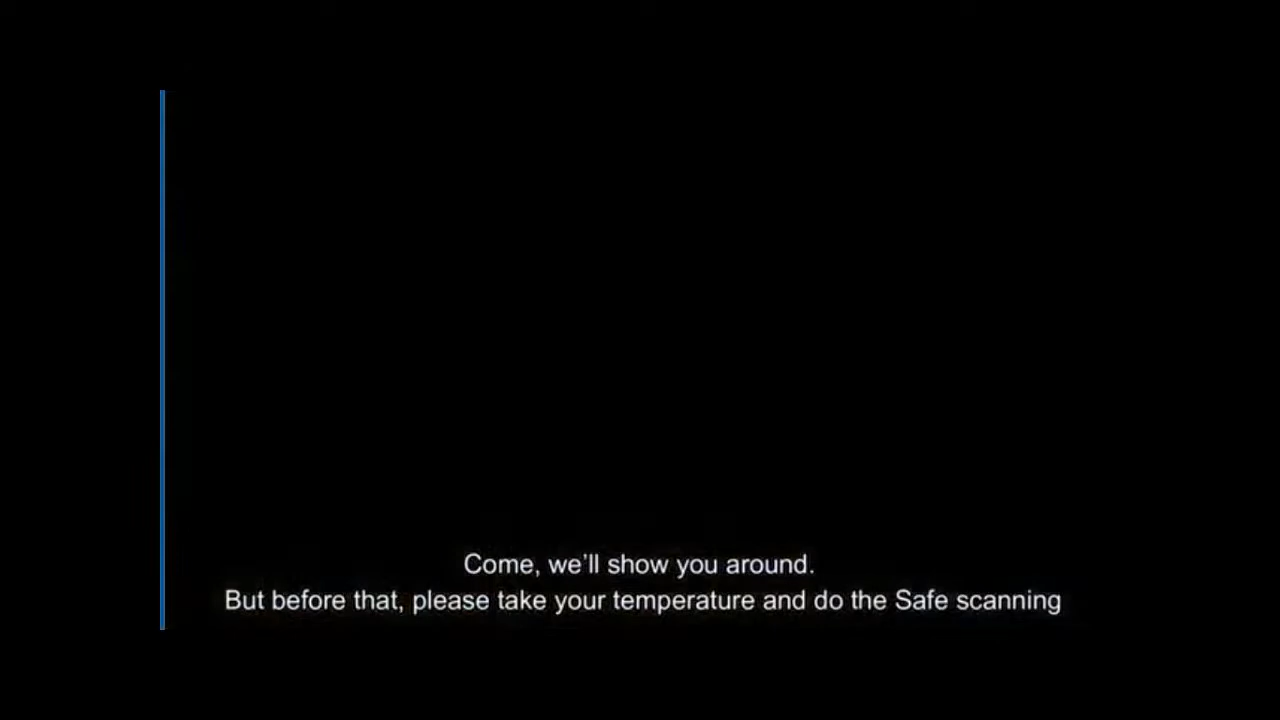 Come, we’ll show you around.
But before that, please take your temperature and do the Safe scanning